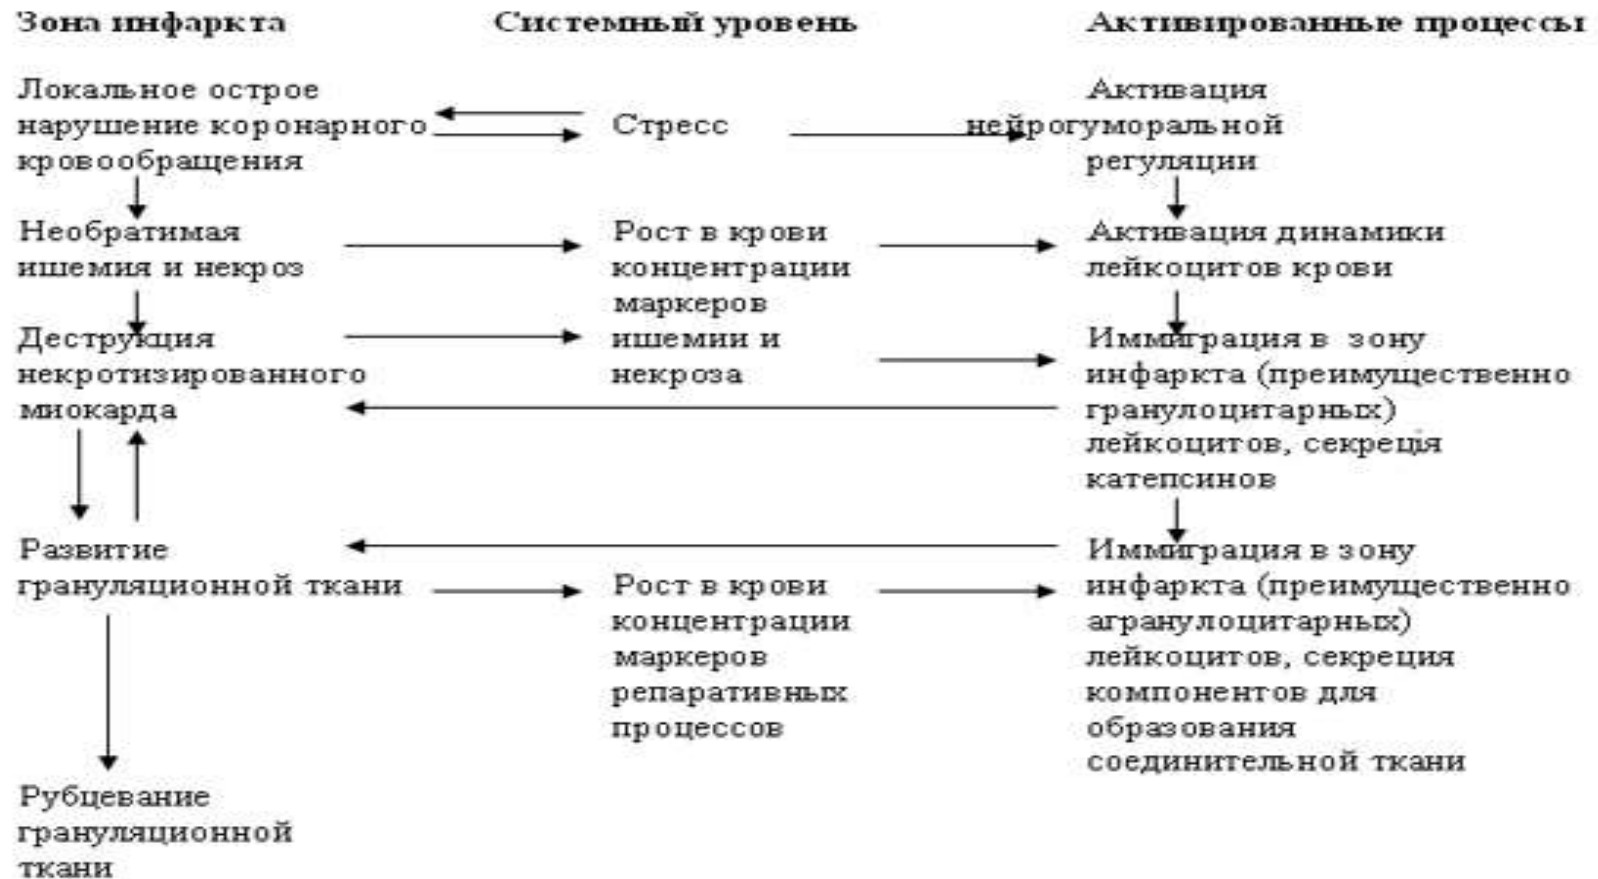 Зона инфаркта
Системный уровень
Активированные процессы
Локальное острое
нарушение коронарного
кровообращения
Стресс
Активация
нейрогуморальной
регуляции
Необратимая
ишемия и некроз
Рост в крови
концентрации
маркеров
ишемии и
некроза
Активация динамики
лейкоцитов крови
Деструкция
некротизированного
миокарда
Иммиграция в зону
инфаркта (преимущественно
гранулоцитарных)
лейкоцитов, секреція
катепсинов
Развитие
грануляционной ткани
Рост в крови
концентрации
маркеров
репаративных
процессов
Иммиграция в зону
инфаркта (преимущественно
агранулоцитарных)
лейкоцитов, секреция
компонентов для
образования
соединительной ткани
Рубцевание
грануляционной
ткани